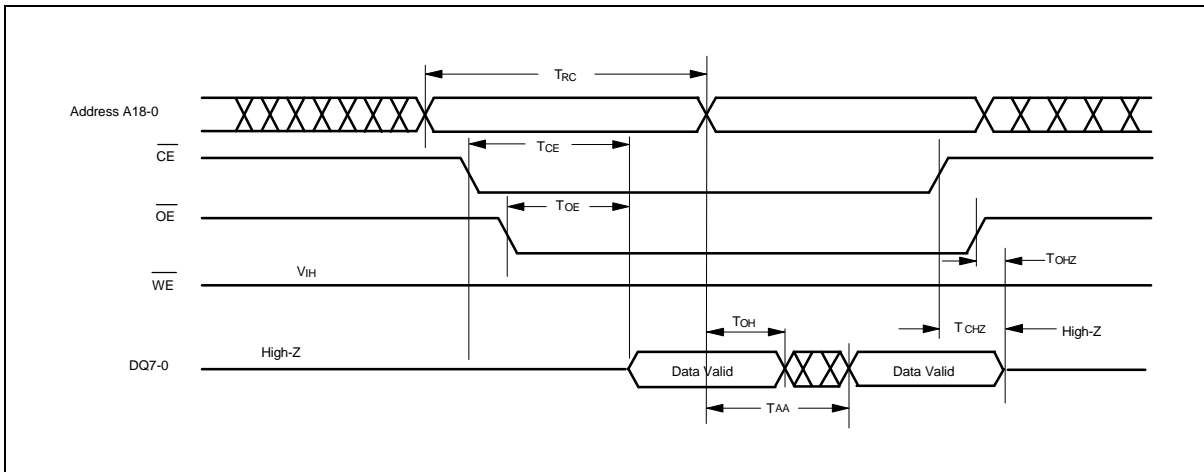 TRC
Address A18-0
TCE
CE
TOE
OE
TOHZ
VIH
WE
TOH
TCHZ
High-Z
High-Z
DQ7-0
Data Valid
Data Valid
TAA